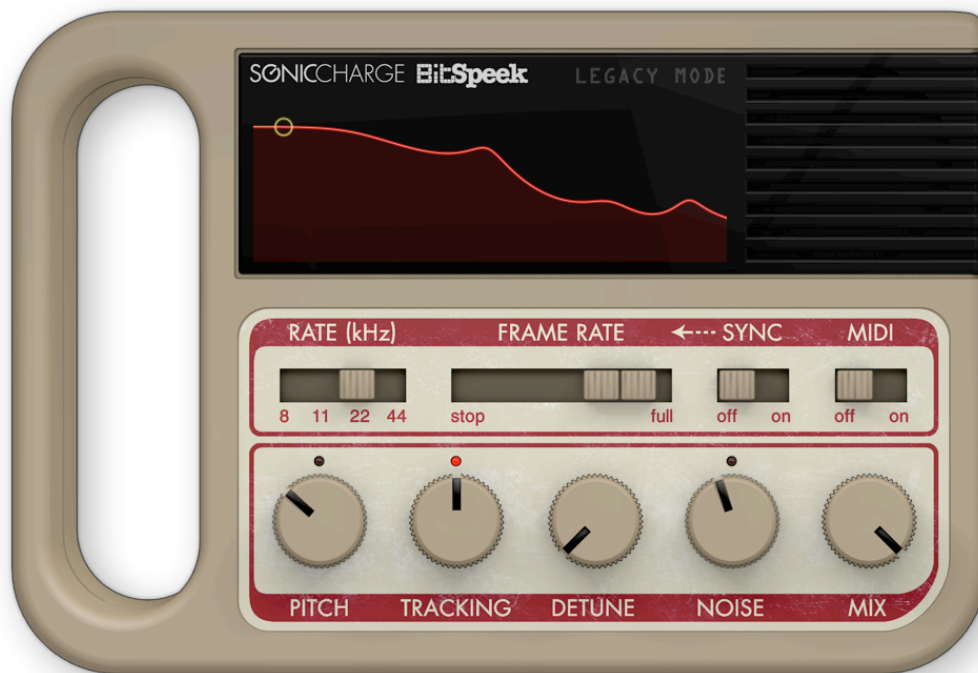 SONICCHARGE BitSpeek LEGACY MODE
RATE (kHz) FRAME RATE SYNC MIDI
8 11 22 44 stop full off on off on
PITCH TRACKING DETUNE NOISE MIX